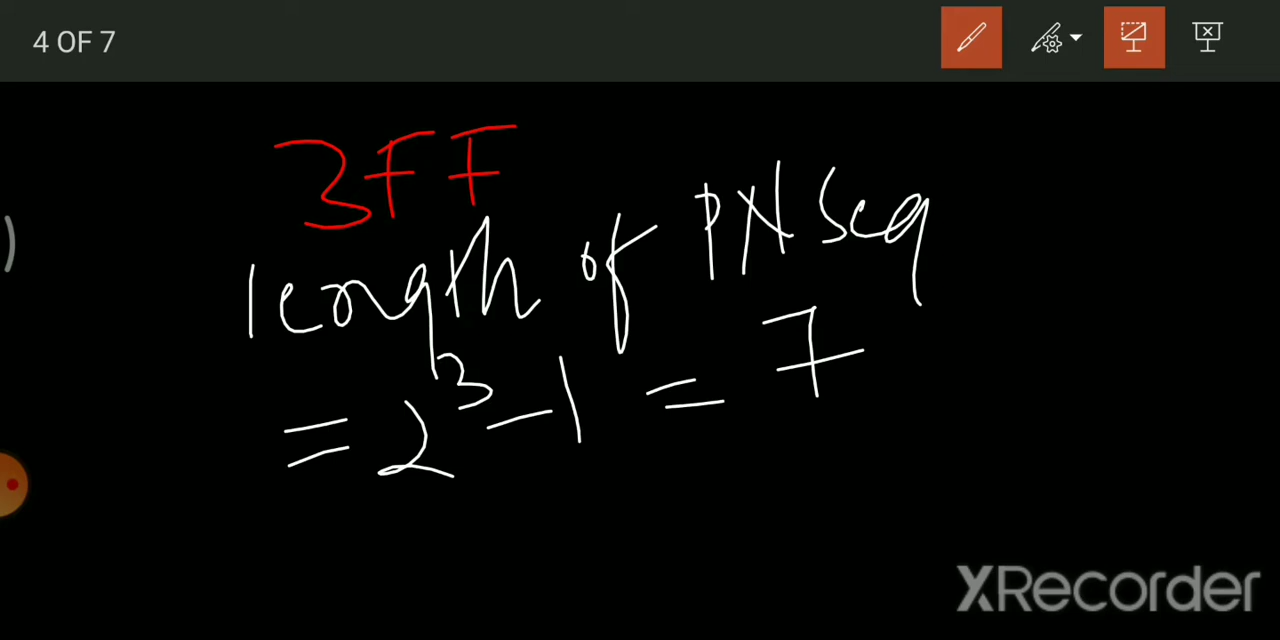 4 OF 7
3FF
length of PN Seq
= 2³ - 1 = 7
XRecorder